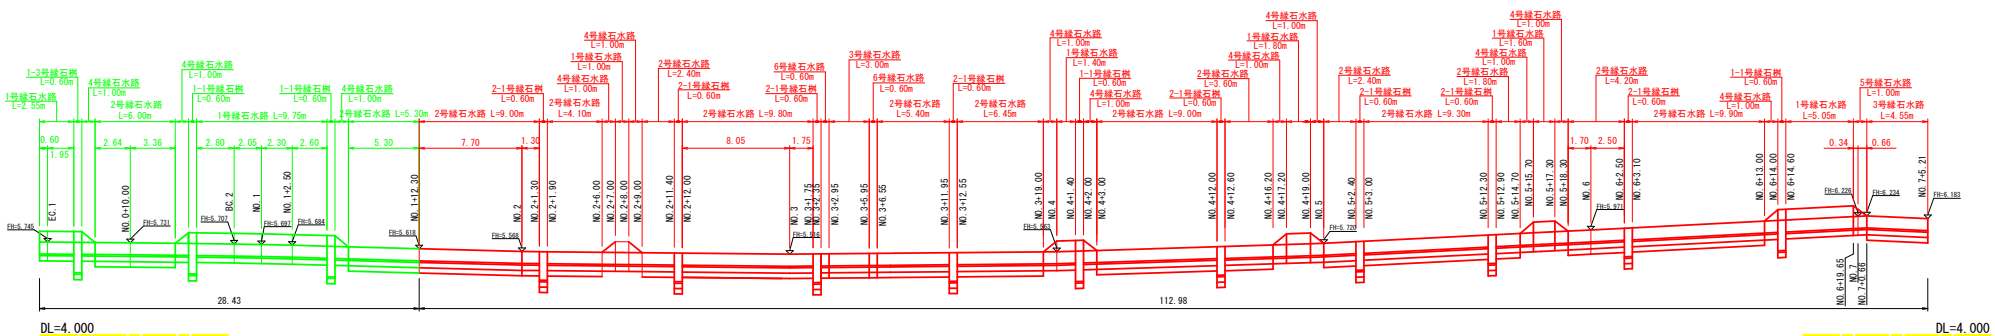 1号縁石水路
L=2.55m
1-3号縁石桝
L=0.60m
4号縁石水路
L=1.00m
2号縁石水路
L=6.00m
4号縁石水路
L=1.00m
1-1号縁石桝
L=0.60m
1号縁石水路 L=9.75m
1-1号縁石桝
L=0.60m
4号縁石水路
L=1.00m
2号縁石水路 L=5.30m
2号縁石水路 L=9.00m
2-1号縁石桝
L=0.60m
2号縁石水路
L=4.10m
4号縁石水路
L=1.00m
1号縁石水路
L=1.00m
4号縁石水路
L=1.00m
2号縁石水路
L=2.40m
2-1号縁石桝
L=0.60m
2号縁石水路 L=9.80m
6号縁石水路
L=0.60m
2-1号縁石桝
L=0.60m
3号縁石水路
L=3.00m
6号縁石水路
L=0.60m
2号縁石水路
L=5.40m
2-1号縁石桝
L=0.60m
2号縁石水路
L=6.45m
4号縁石水路
L=1.00m
1号縁石水路
L=1.40m
1-1号縁石桝
L=0.60m
4号縁石水路
L=1.00m
2号縁石水路 L=9.00m
2-1号縁石桝
L=0.60m
2号縁石水路
L=3.60m
4号縁石水路
L=1.00m
1号縁石水路
L=1.80m
4号縁石水路
L=1.00m
2号縁石水路
L=2.40m
2-1号縁石桝
L=0.60m
2号縁石水路 L=9.30m
2-1号縁石桝
L=0.60m
2号縁石水路
L=1.80m
4号縁石水路
L=1.00m
1号縁石水路
L=1.60m
4号縁石水路
L=1.00m
2号縁石水路
L=4.20m
2-1号縁石桝
L=0.60m
2号縁石水路 L=9.90m
4号縁石水路
L=1.00m
1-1号縁石桝
L=0.60m
1号縁石水路
L=5.05m
5号縁石水路
L=1.00m
3号縁石水路
L=4.55m
0.60
1.95
2.64
3.36
2.80
2.05
2.30
2.60
5.30
7.70
1.30
8.05
1.75
1.70
2.50
0.34
0.66
EC.1
NO.0+10.00
BC.2
NO.1
NO.1+2.50
NO.1+12.30
NO.2
NO.2+1.30
NO.2+1.90
NO.2+6.00
NO.2+7.00
NO.2+8.00
NO.2+9.00
NO.2+11.40
NO.2+12.00
NO.3
NO.3+1.75
NO.3+2.35
NO.3+2.95
NO.3+5.95
NO.3+6.55
NO.3+11.95
NO.3+12.55
NO.3+19.00
NO.4
NO.4+1.40
NO.4+2.00
NO.4+3.00
NO.4+12.00
NO.4+12.60
NO.4+16.20
NO.4+17.20
NO.4+19.00
NO.5
NO.5+2.40
NO.5+3.00
NO.5+12.30
NO.5+12.90
NO.5+14.70
NO.5+15.70
NO.5+17.30
NO.5+18.30
NO.6
NO.6+2.50
NO.6+3.10
NO.6+13.00
NO.6+14.00
NO.6+14.60
NO.6+19.65
NO.7
NO.7+0.66
NO.7+5.21
FH=5.745
FH=5.731
FH=5.707
FH=5.697
FH=5.684
FH=5.618
FH=5.568
FH=5.516
FH=5.563
FH=5.720
FH=5.971
FH=6.226
FH=6.234
FH=6.183
28.43
112.98
DL=4.000
DL=4.000